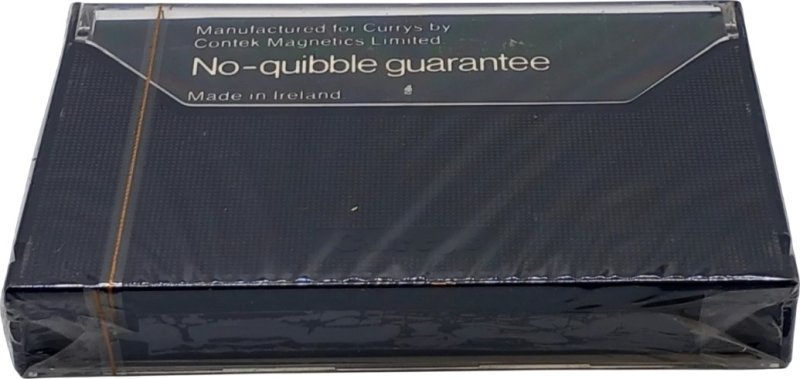 Manufactured for Currys by
Contek Magnetics Limited
No-quibble guarantee
Made in Ireland